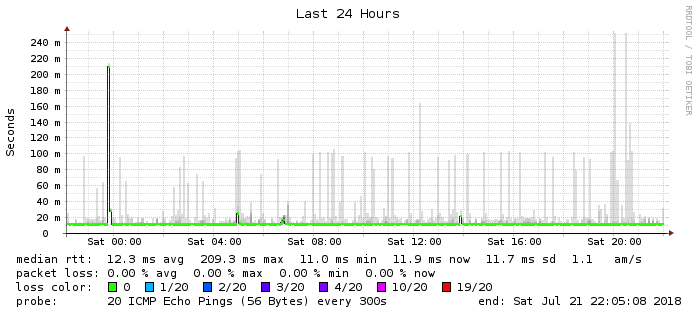 Last 24 Hours
RRDTOOL / TOBI OETIKER
Seconds
240 m
220 m
200 m
180 m
160 m
140 m
120 m
100 m
80 m
60 m
40 m
20 m
0
Sat 00:00 Sat 04:00 Sat 08:00 Sat 12:00 Sat 16:00 Sat 20:00
median rtt: 12.3 ms avg 209.3 ms max 11.0 ms min 11.9 ms now 11.7 ms sd 1.1 am/s
packet loss: 0.00 % avg 0.00 % max 0.00 % min 0.00 % now
loss color: 0 1/20 2/20 3/20 4/20 10/20 19/20
probe: 20 ICMP Echo Pings (56 Bytes) every 300s end: Sat Jul 21 22:05:08 2018